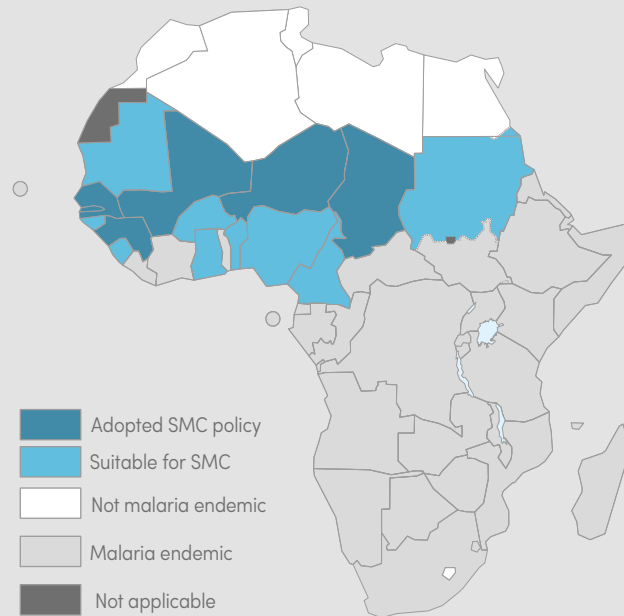 Adopted SMC policy
Suitable for SMC
Not malaria endemic
Malaria endemic
Not applicable